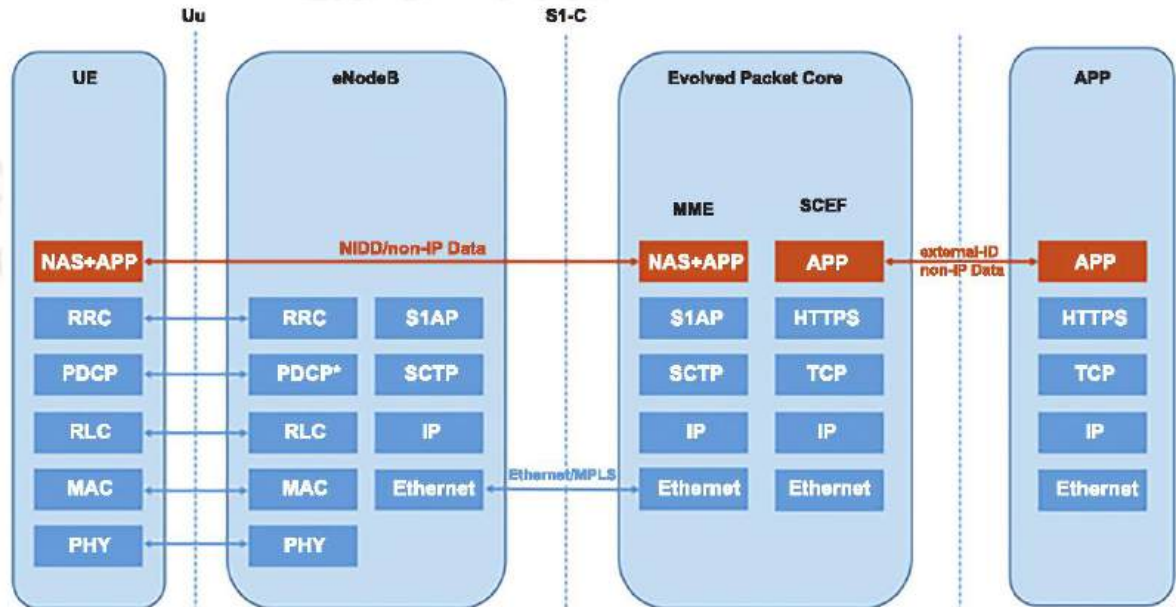 Uu
S1-C
UE
eNodeB
Evolved Packet Core
APP
MME
SCEF
NAS+APP
NIDD/non-IP Data
NAS+APP
APP
external-ID
non-IP Data
APP
RRC
RRC
S1AP
S1AP
HTTPS
HTTPS
PDCP
PDCP*
SCTP
SCTP
TCP
TCP
RLC
RLC
IP
IP
IP
IP
MAC
MAC
Ethernet
Ethernet/MPLS
Ethernet
Ethernet
Ethernet
PHY
PHY